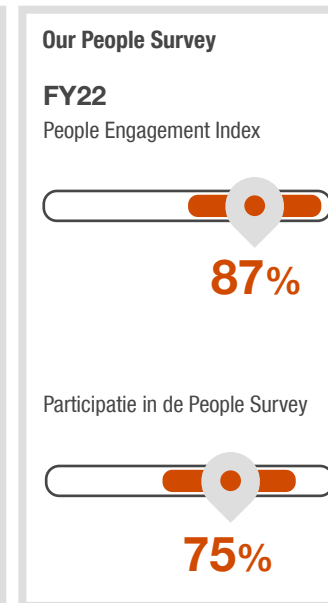 Our People Survey
FY22
People Engagement Index
87%
Participatie in de People Survey
75%